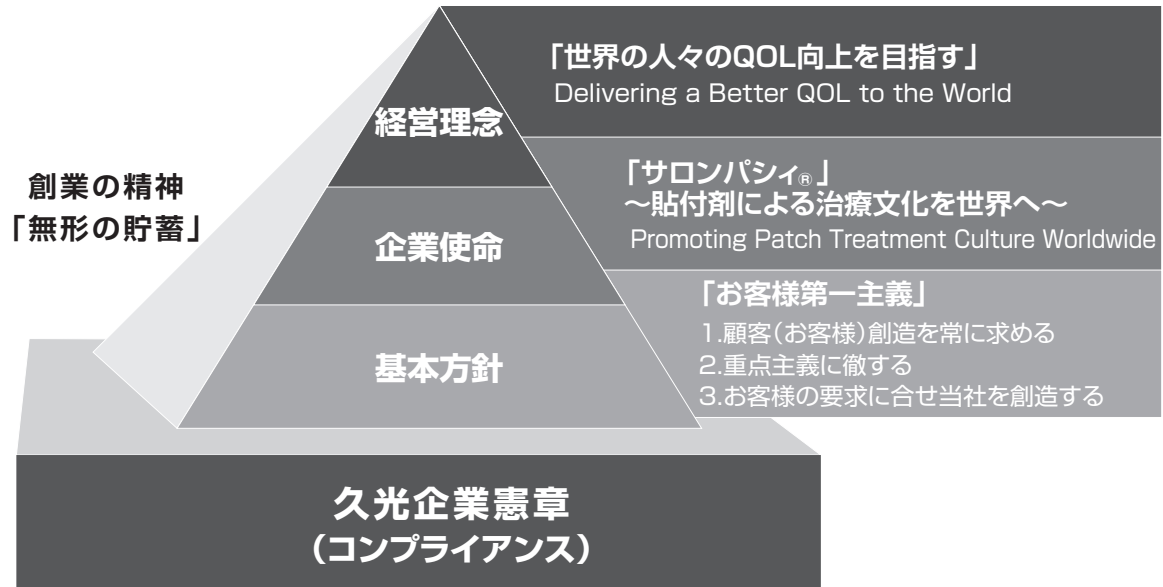 「世界の人々のQOL向上を目指す」
Delivering a Better QOL to the World
経営理念
創業の精神
「無形の貯蓄」
「サロンパシィ®」
～貼付剤による治療文化を世界へ～
Promoting Patch Treatment Culture Worldwide
企業使命
「お客様第一主義」
1.顧客(お客様)創造を常に求める
2.重点主義に徹する
3.お客様の要求に合せ当社を創造する
基本方針
久光企業憲章
(コンプライアンス)